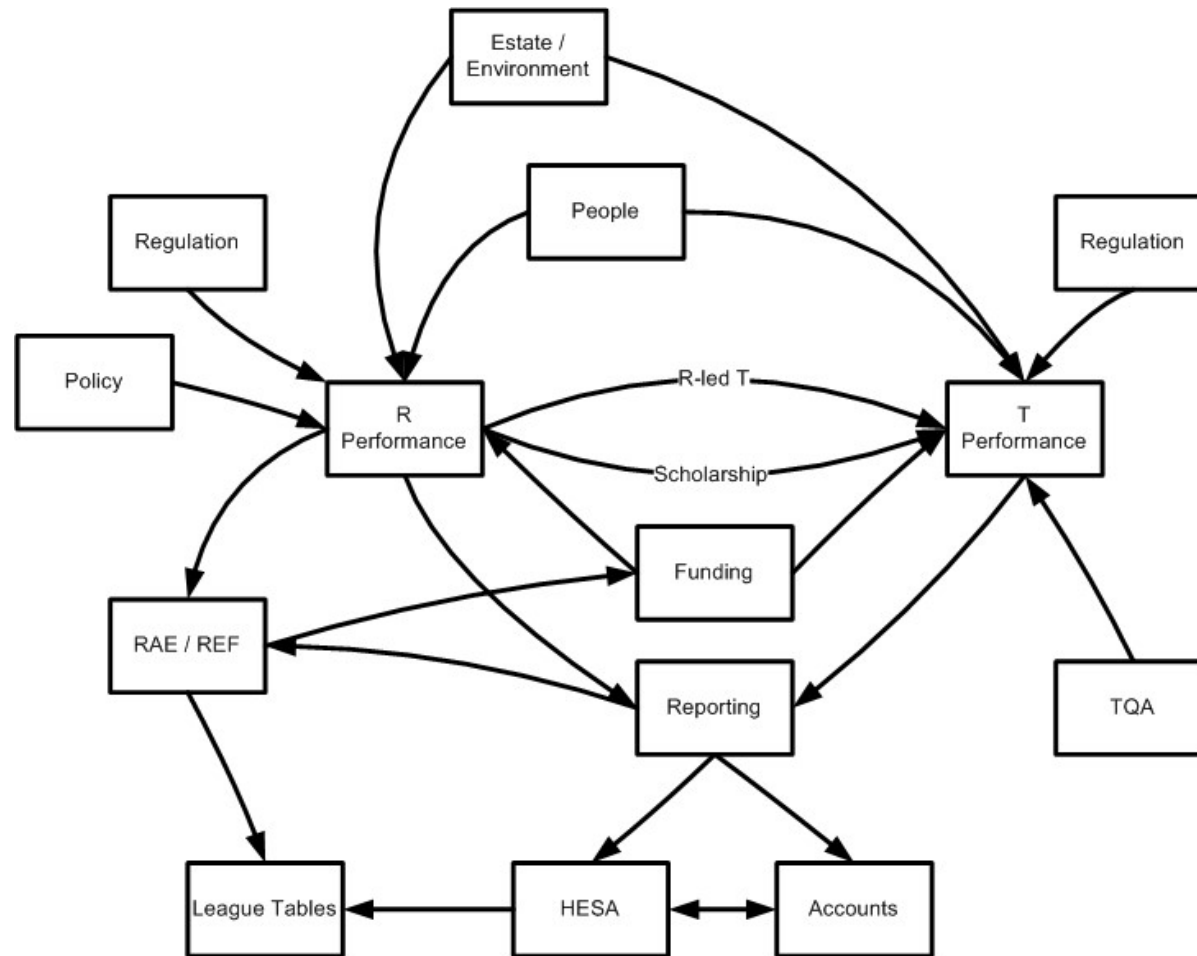 Estate /
Environment
People
Regulation
Regulation
Policy
R
Performance
R-led T
T
Performance
Scholarship
Funding
RAE / REF
Reporting
TQA
League Tables
HESA
Accounts